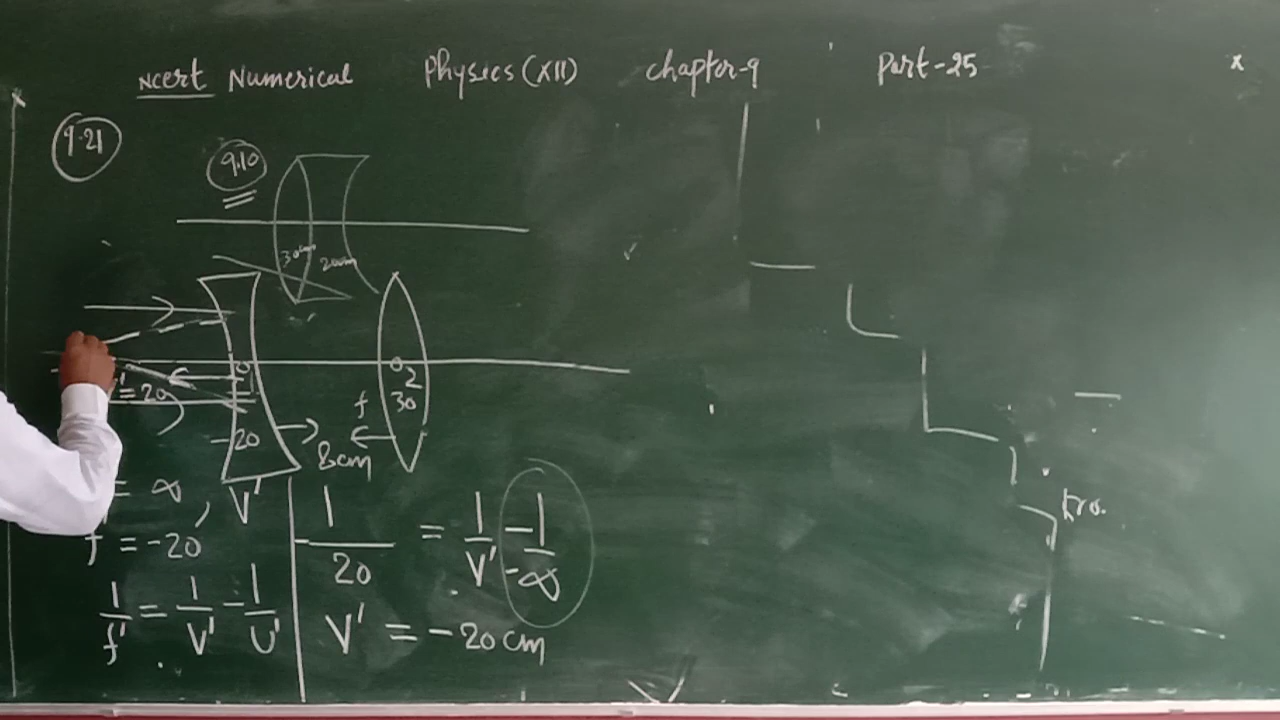 Ncert Numerical Physics (XII) chapter-9 Part-25 x
9.21
9.10
30cm 20cm
O1 O2
= 20 30
f
-20
8cm
= ∞, V'
f = -20
1/f' = 1/V' - 1/U'
-1/20 = 1/V' - 1/-∞
V' = -20 cm